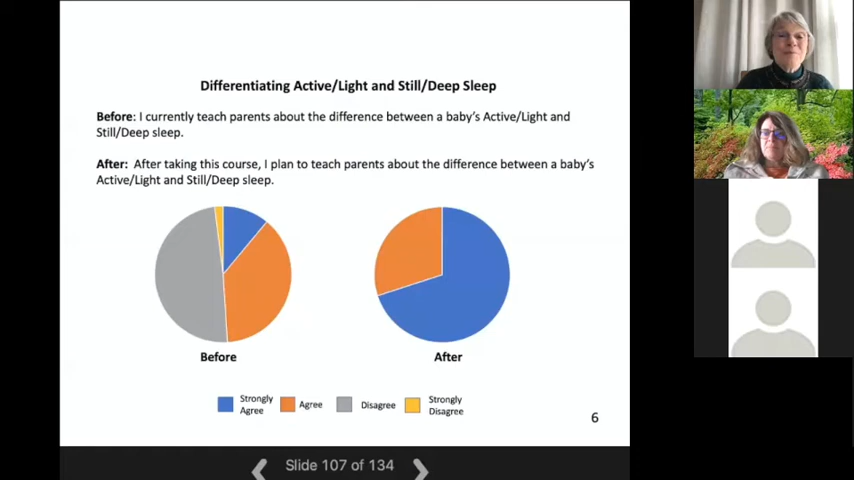 Differentiating Active/Light and Still/Deep Sleep
Before: I currently teach parents about the difference between a baby's Active/Light and
Still/Deep sleep.
After: After taking this course, I plan to teach parents about the difference between a baby's
Active/Light and Still/Deep sleep.
Before
After
Strongly
Agree
Agree
Disagree
Strongly
Disagree
6
Slide 107 of 134